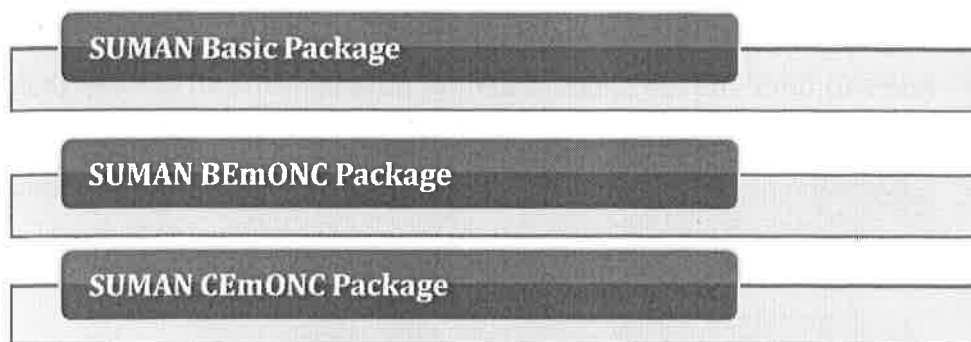 SUMAN Basic Package
SUMAN BEmONC Package
SUMAN CEmONC Package